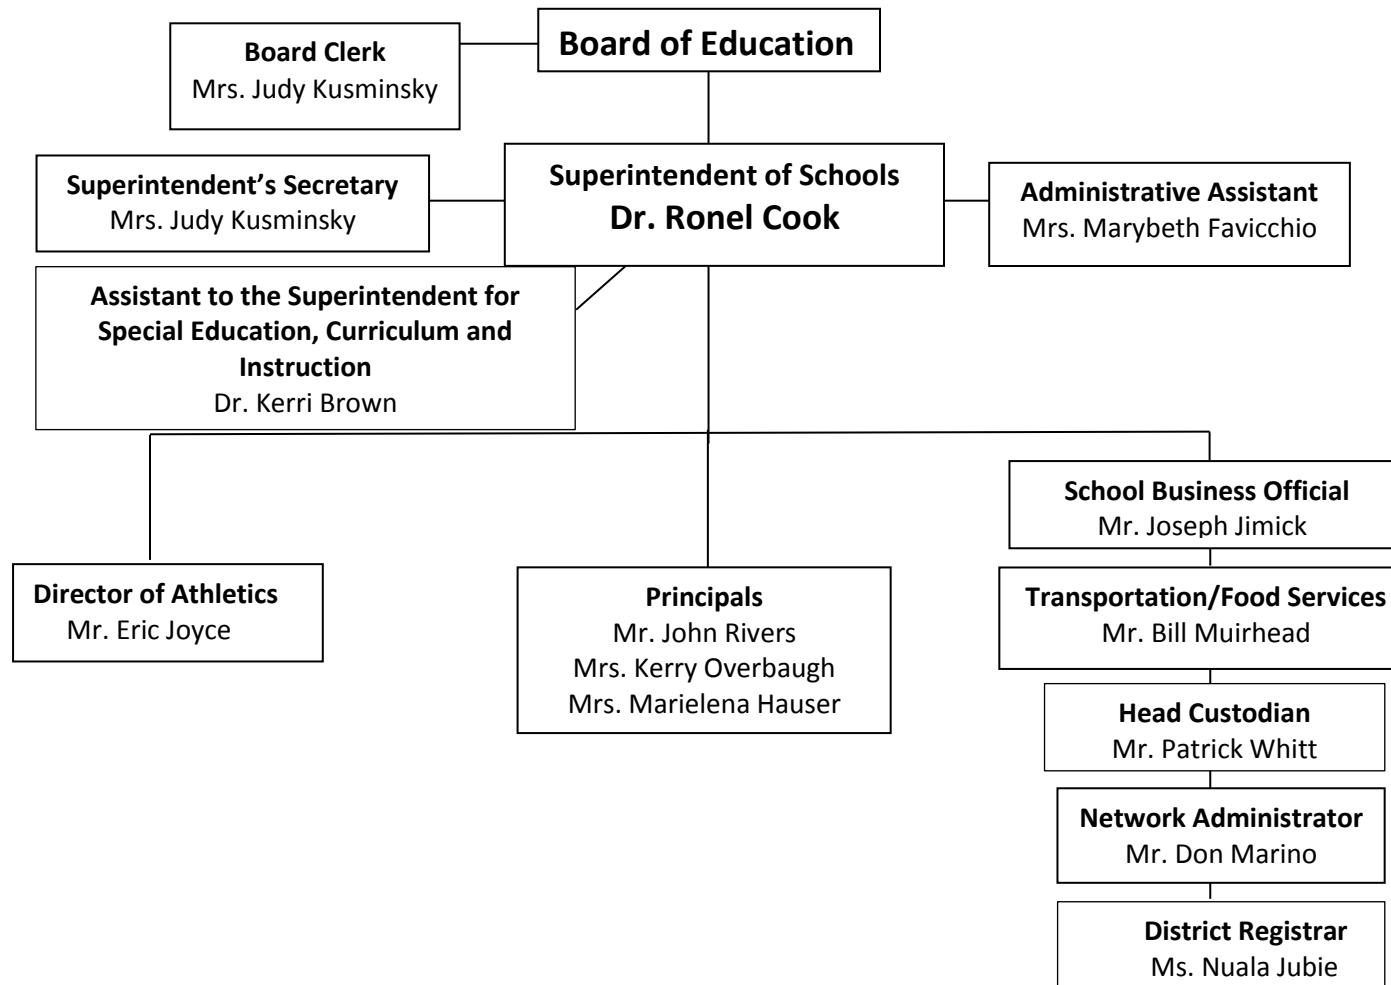 Board of Education
Board Clerk
Mrs. Judy Kusminsky
Superintendent of Schools
Dr. Ronel Cook
Superintendent’s Secretary
Mrs. Judy Kusminsky
Administrative Assistant
Mrs. Marybeth Favicchio
Assistant to the Superintendent for
Special Education, Curriculum and
Instruction
Dr. Kerri Brown
Director of Athletics
Mr. Eric Joyce
Principals
Mr. John Rivers
Mrs. Kerry Overbaugh
Mrs. Marielena Hauser
School Business Official
Mr. Joseph Jimick
Transportation/Food Services
Mr. Bill Muirhead
Head Custodian
Mr. Patrick Whitt
Network Administrator
Mr. Don Marino
District Registrar
Ms. Nuala Jubie